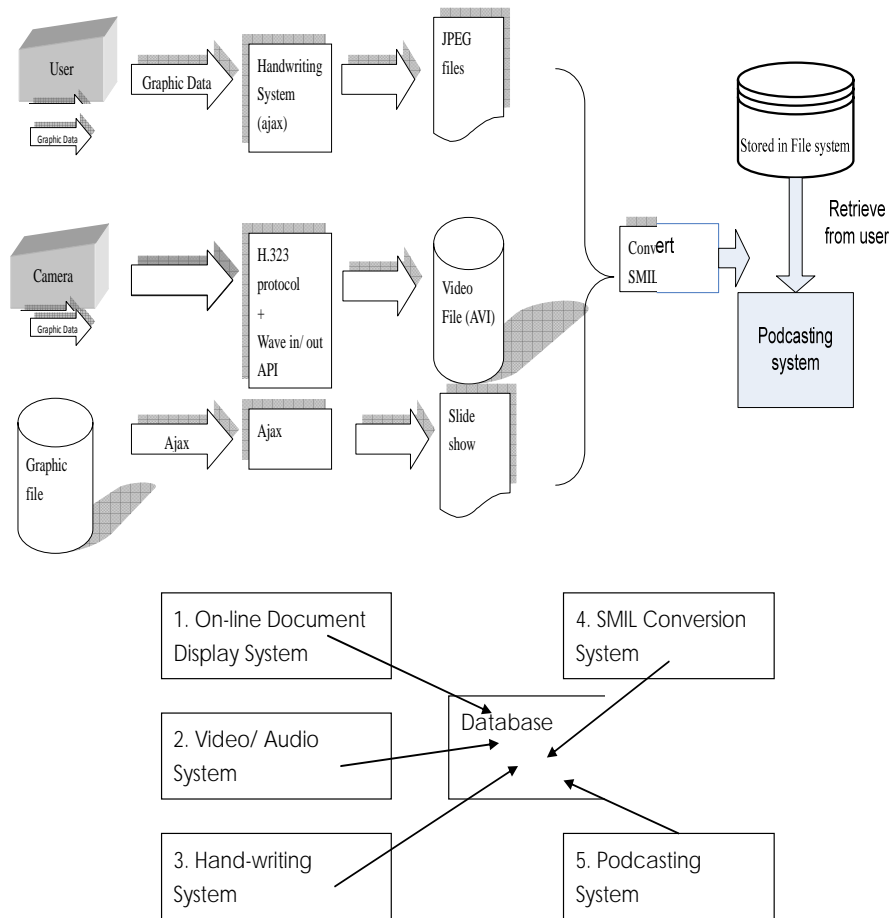 User
Graphic Data
Graphic Data
Handwriting
System
(ajax)
JPEG
files
Stored in File system
Retrieve
from user
Camera
Graphic Data
H.323
protocol
+
Wave in/ out
API
Video
File (AVI)
Convert
SMIL
Podcasting
system
Graphic
file
Ajax
Ajax
Slide
show
1. On-line Document
Display System
4. SMIL Conversion
System
Database
2. Video/ Audio
System
3. Hand-writing
System
5. Podcasting
System